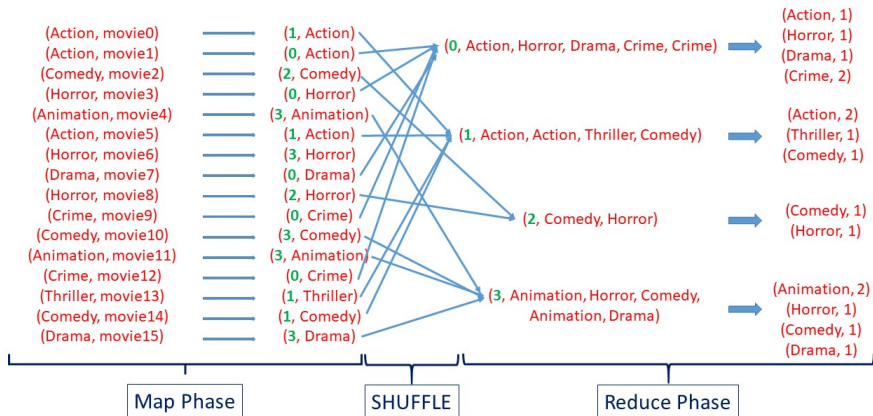 (Action, movie0)
(Action, movie1)
(Comedy, movie2)
(Horror, movie3)
(Animation, movie4)
(Action, movie5)
(Horror, movie6)
(Drama, movie7)
(Horror, movie8)
(Crime, movie9)
(Comedy, movie10)
(Animation, movie11)
(Crime, movie12)
(Thriller, movie13)
(Comedy, movie14)
(Drama, movie15)
(1, Action)
(0, Action)
(2, Comedy)
(0, Horror)
(3, Animation)
(1, Action)
(3, Horror)
(0, Drama)
(2, Horror)
(0, Crime)
(3, Comedy)
(3, Animation)
(0, Crime)
(1, Thriller)
(1, Comedy)
(3, Drama)
(0, Action, Horror, Drama, Crime, Crime)
(1, Action, Action, Thriller, Comedy)
(2, Comedy, Horror)
(3, Animation, Horror, Comedy,
Animation, Drama)
(Action, 1)
(Horror, 1)
(Drama, 1)
(Crime, 2)
(Action, 2)
(Thriller, 1)
(Comedy, 1)
(Comedy, 1)
(Horror, 1)
(Animation, 2)
(Horror, 1)
(Comedy, 1)
(Drama, 1)
Map Phase
SHUFFLE
Reduce Phase